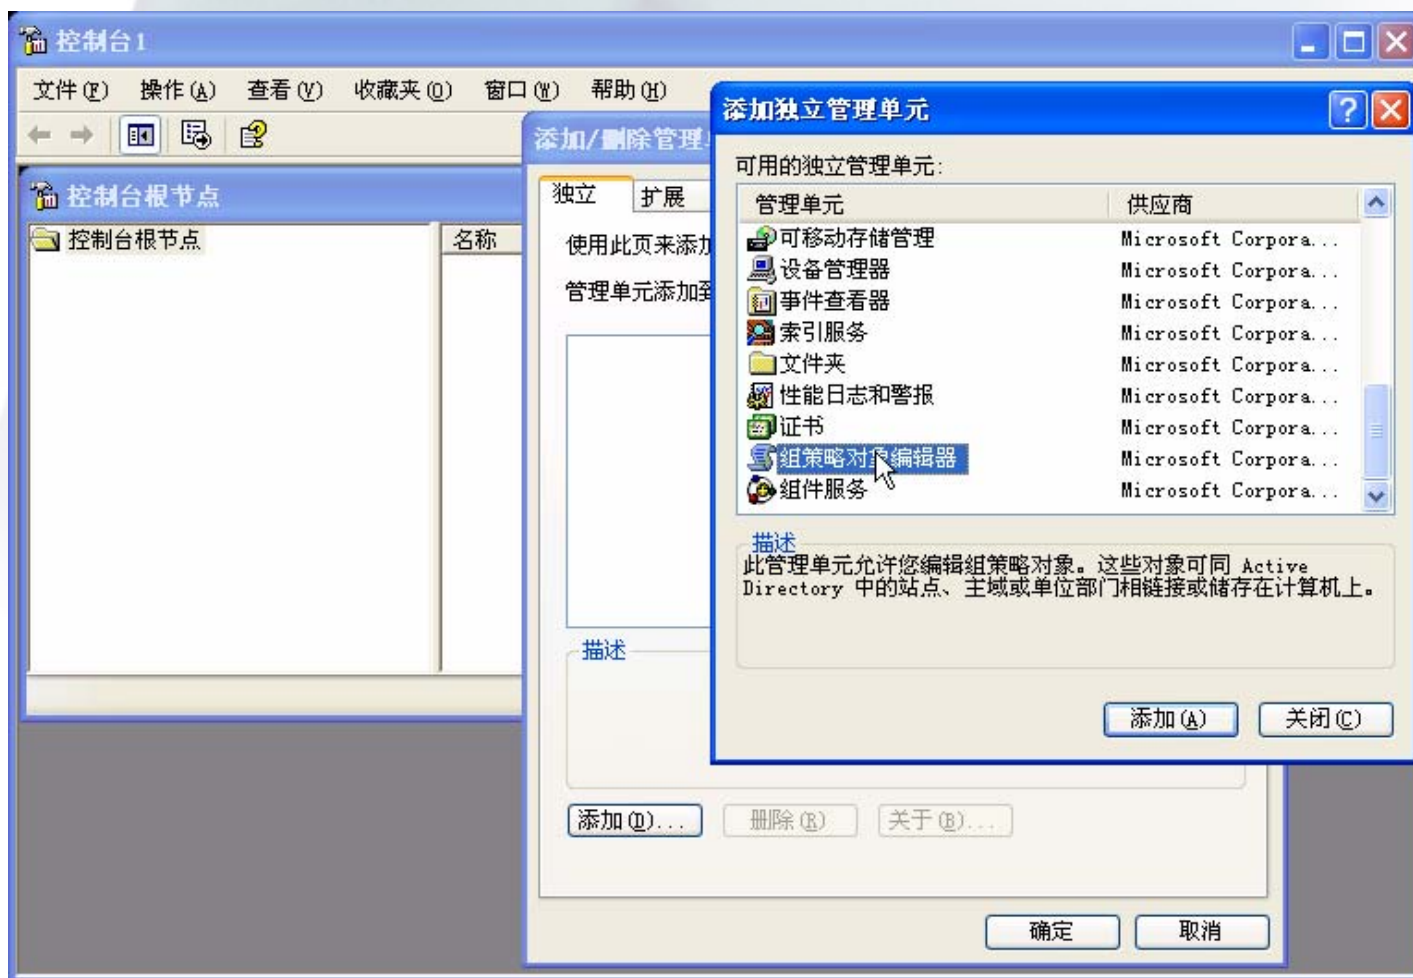 控制台1
文件(F) 操作(A) 查看(V) 收藏夹(O) 窗口(W) 帮助(H)
控制台根节点
控制台根节点
名称
添加/删除管理
独立 扩展
使用此页来添加
管理单元添加到
描述
添加(D)... 删除(R) 关于(B)...
确定 取消
添加独立管理单元
可用的独立管理单元:
管理单元 供应商
可移动存储管理 Microsoft Corpora...
设备管理器 Microsoft Corpora...
事件查看器 Microsoft Corpora...
索引服务 Microsoft Corpora...
文件夹 Microsoft Corpora...
性能日志和警报 Microsoft Corpora...
证书 Microsoft Corpora...
组策略对象编辑器 Microsoft Corpora...
组件服务 Microsoft Corpora...
描述
此管理单元允许您编辑组策略对象。这些对象可同 Active
Directory 中的站点、主域或单位部门相链接或储存在计算机上。
添加(A) 关闭(C)